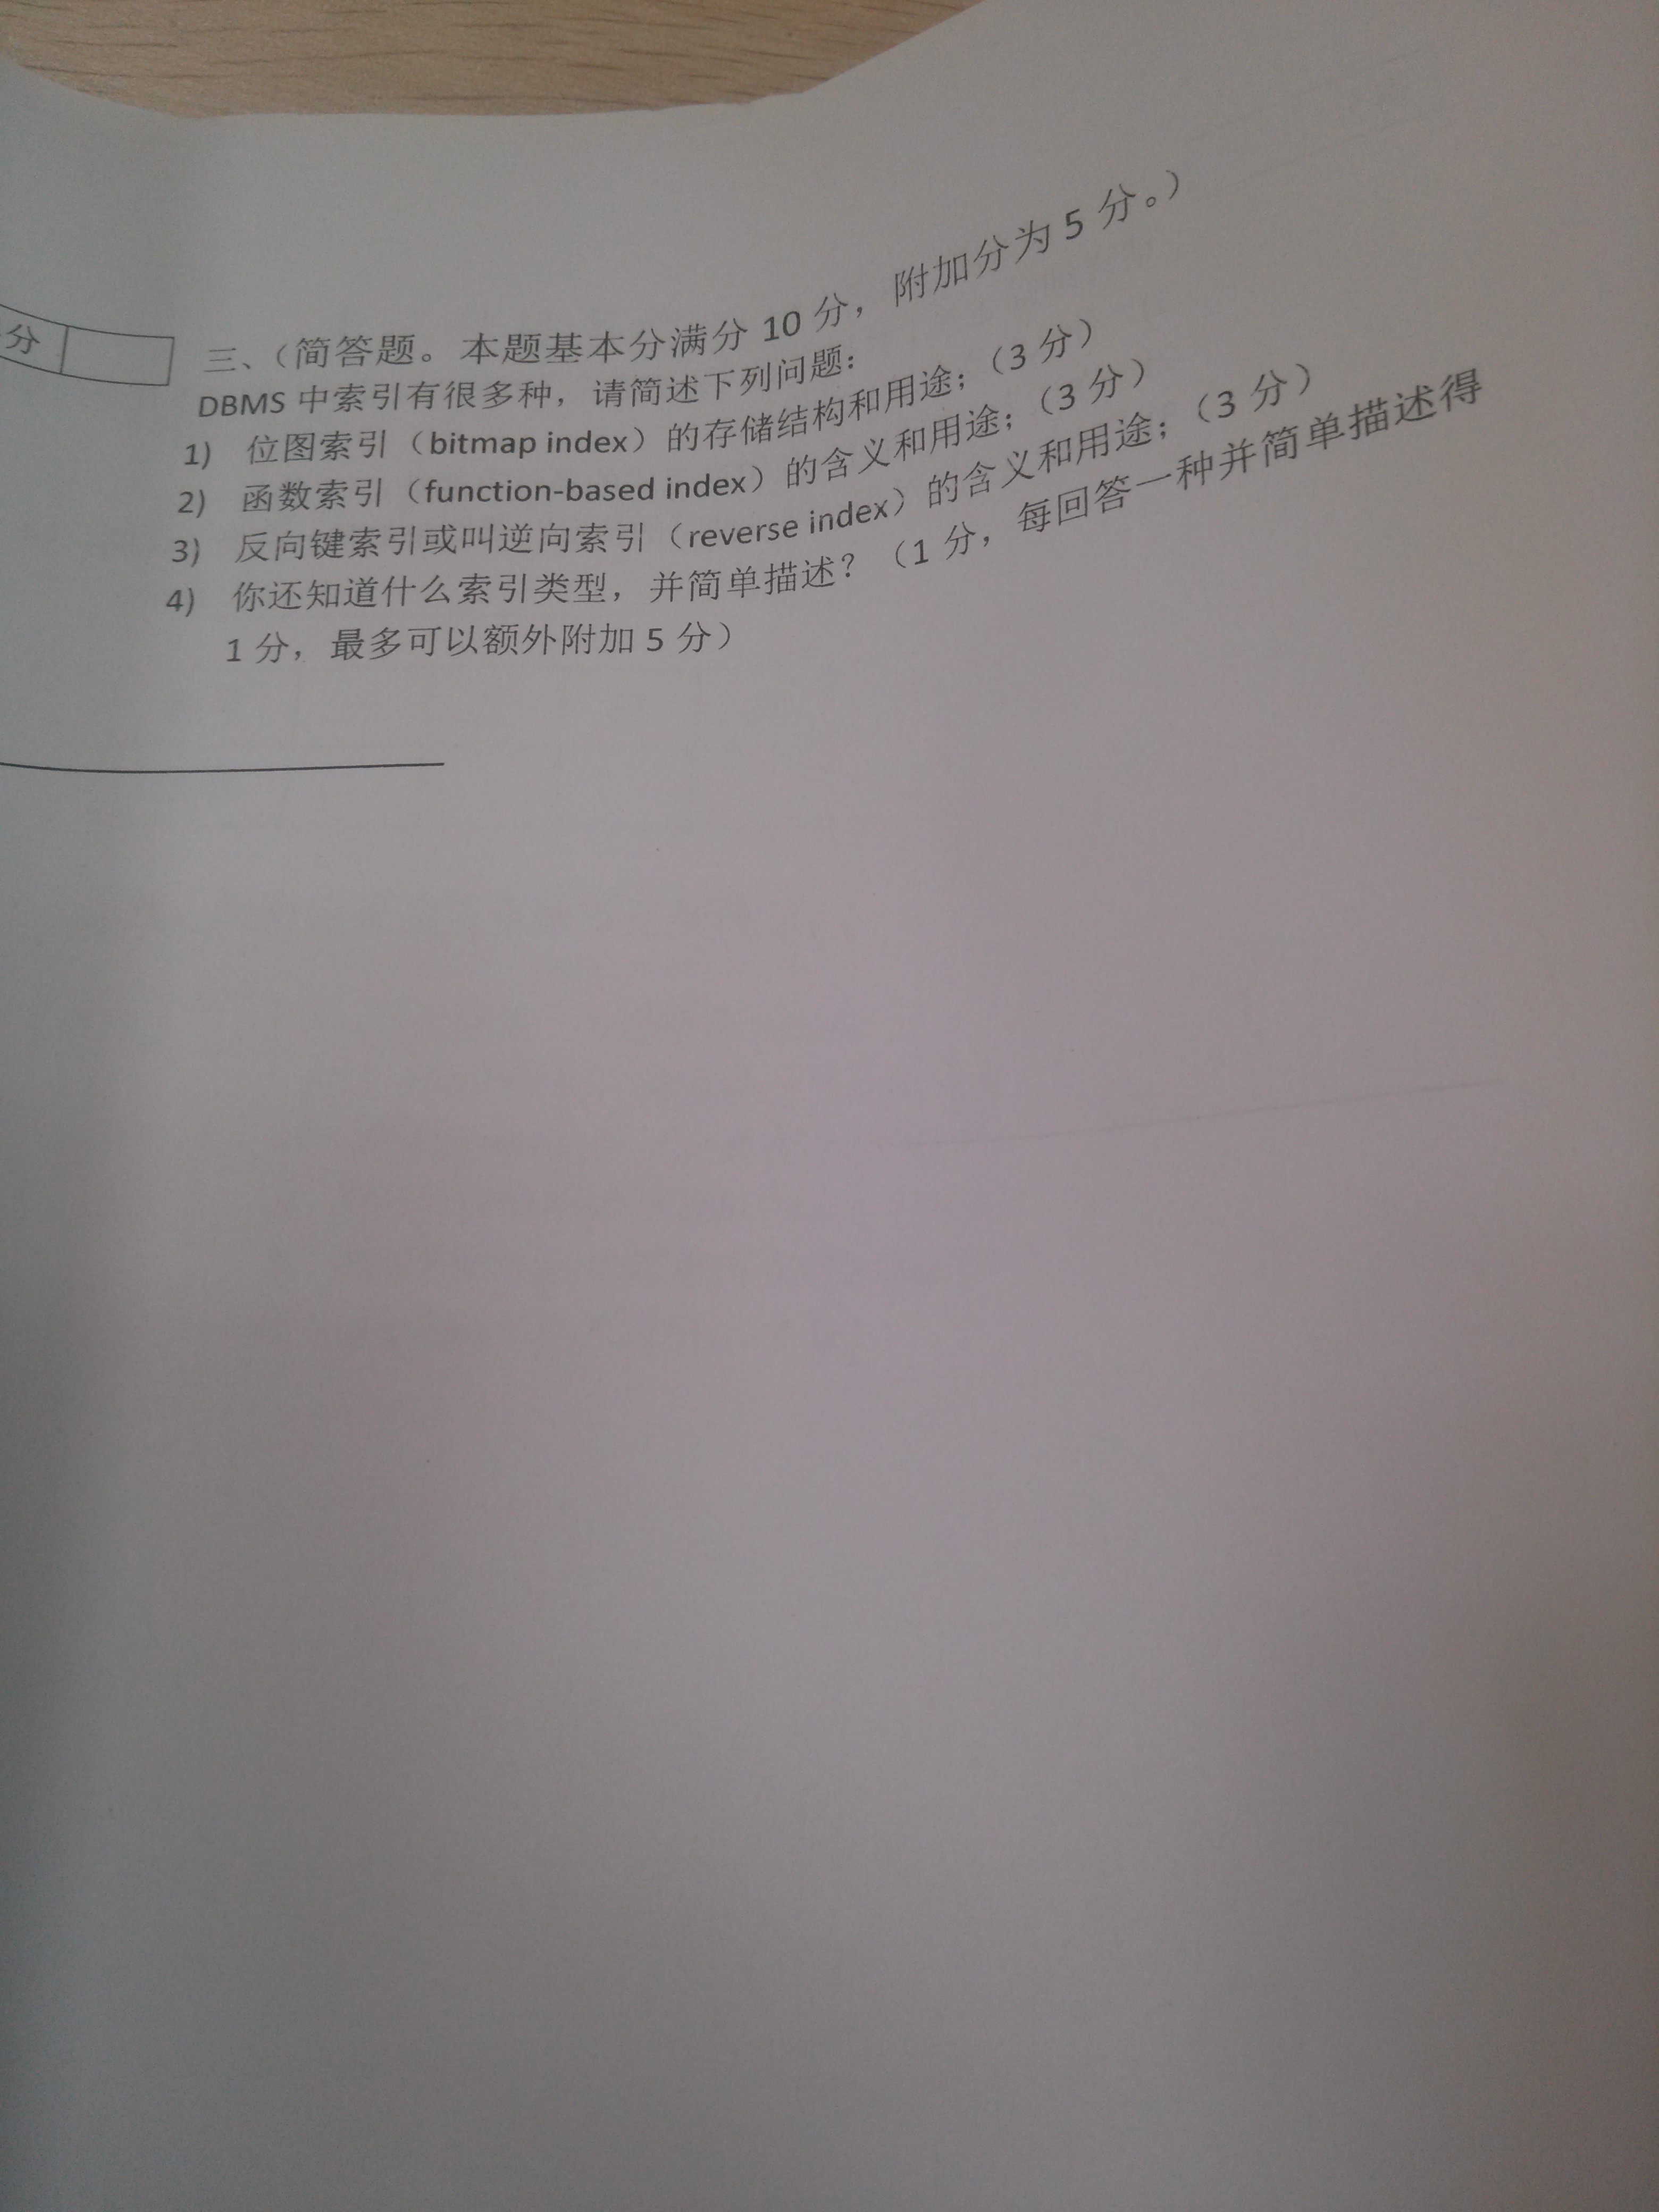 分
三、（简答题。本题基本分满分 10 分，附加分为 5 分。）
DBMS 中索引有很多种，请简述下列问题：
1) 位图索引（bitmap index）的存储结构和用途；（3 分）
2) 函数索引（function-based index）的含义和用途；（3 分）
3) 反向键索引或叫逆向索引（reverse index）的含义和用途；（3 分）
4) 你还知道什么索引类型，并简单描述？（1 分，每回答一种并简单描述得
1 分，最多可以额外附加 5 分）